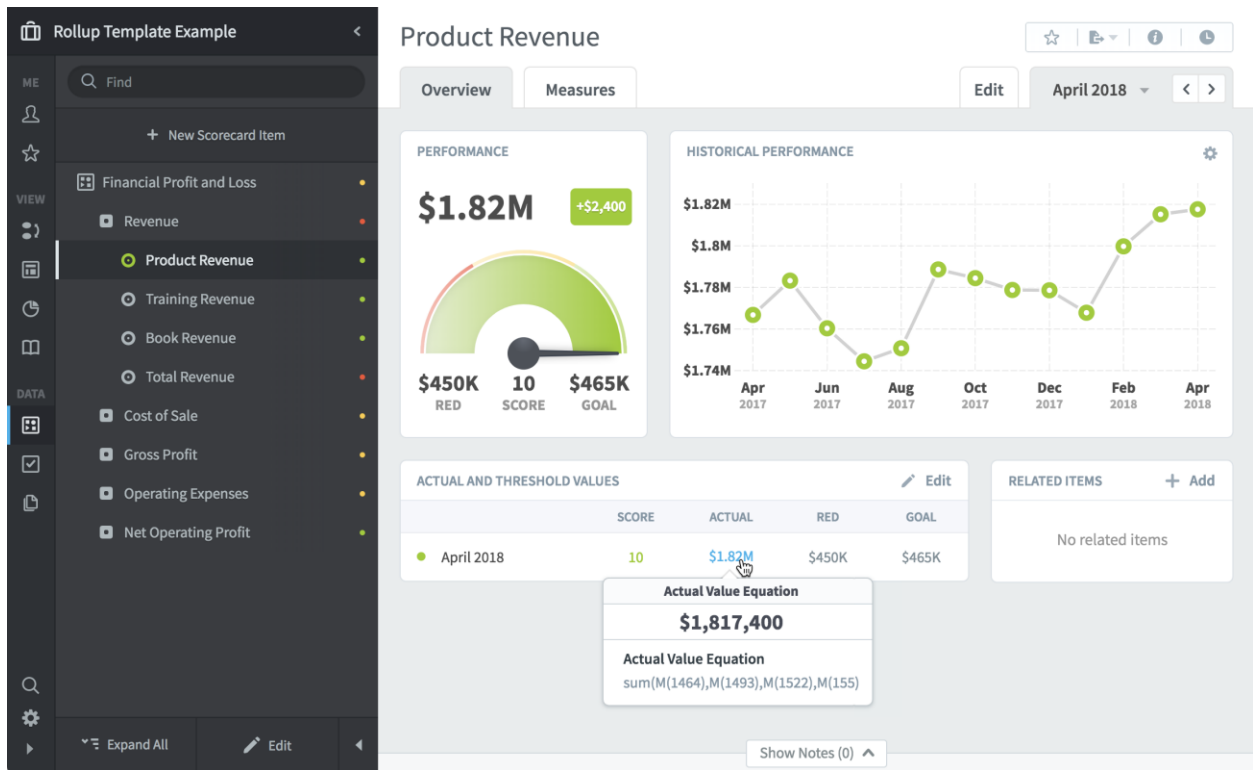 Rollup Template Example
ME
VIEW
DATA
Find
+ New Scorecard Item
Financial Profit and Loss
Revenue
Product Revenue
Training Revenue
Book Revenue
Total Revenue
Cost of Sale
Gross Profit
Operating Expenses
Net Operating Profit
Expand All
Edit
Product Revenue
Overview
Measures
Edit
April 2018
PERFORMANCE
$1.82M
+$2,400
$450K 10 $465K
RED SCORE GOAL
HISTORICAL PERFORMANCE
$1.82M
$1.8M
$1.78M
$1.76M
$1.74M
Apr Jun Aug Oct Dec Feb Apr
2017 2017 2017 2017 2017 2018 2018
ACTUAL AND THRESHOLD VALUES
Edit
SCORE ACTUAL RED GOAL
April 2018 10 $1.82M $450K $465K
Actual Value Equation
$1,817,400
Actual Value Equation
sum(M(1464),M(1493),M(1522),M(155)
RELATED ITEMS
+ Add
No related items
Show Notes (0)